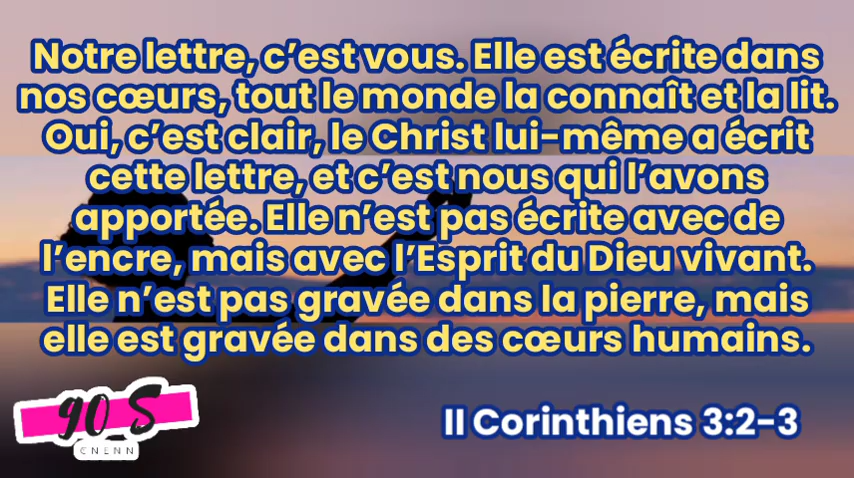 Notre lettre, c’est vous. Elle est écrite dans
nos cœurs, tout le monde la connaît et la lit.
Oui, c’est clair, le Christ lui-même a écrit
cette lettre, et c’est nous qui l’avons
apportée. Elle n’est pas écrite avec de
l’encre, mais avec l’Esprit du Dieu vivant.
Elle n’est pas gravée dans la pierre, mais
elle est gravée dans des cœurs humains.
90_S
CNENN
II Corinthiens 3:2-3